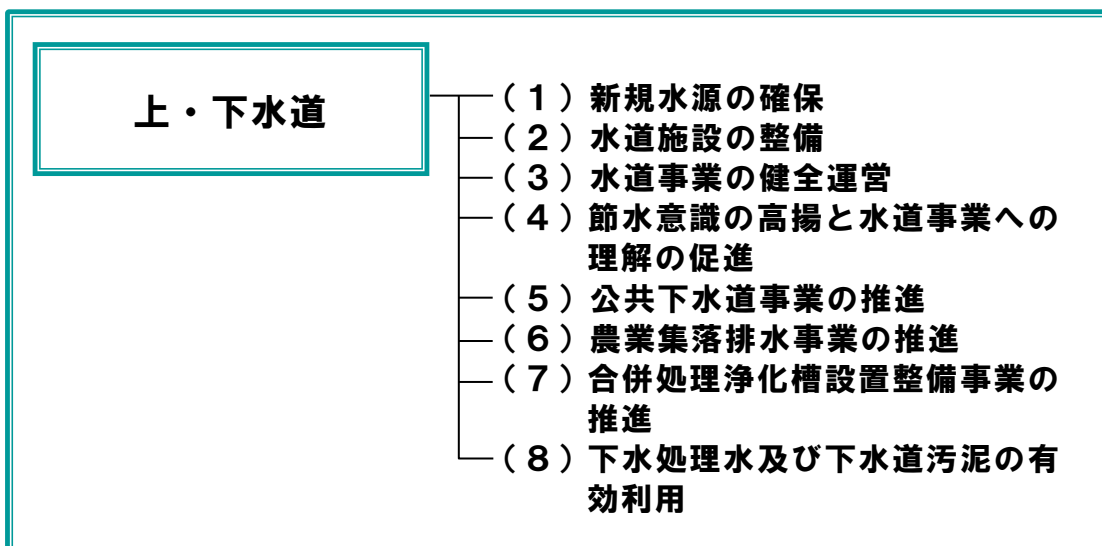 上・下水道
（１）新規水源の確保
（２）水道施設の整備
（３）水道事業の健全運営
（４）節水意識の高揚と水道事業への
理解の促進
（５）公共下水道事業の推進
（６）農業集落排水事業の推進
（７）合併処理浄化槽設置整備事業の
推進
（８）下水処理水及び下水道汚泥の有
効利用